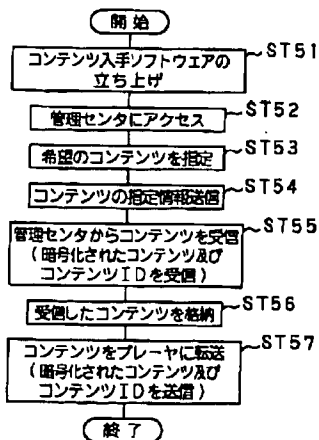 開始
コンテンツ入手ソフトウェアの
立ち上げ
ST51
管理センタにアクセス
ST52
希望のコンテンツを指定
ST53
コンテンツの指定情報送信
ST54
管理センタからコンテンツを受信
(暗号化されたコンテンツ及び
コンテンツIDを受信)
ST55
受信したコンテンツを格納
ST56
コンテンツをプレーヤに転送
(暗号化されたコンテンツ及び
コンテンツIDを送信)
ST57
終了